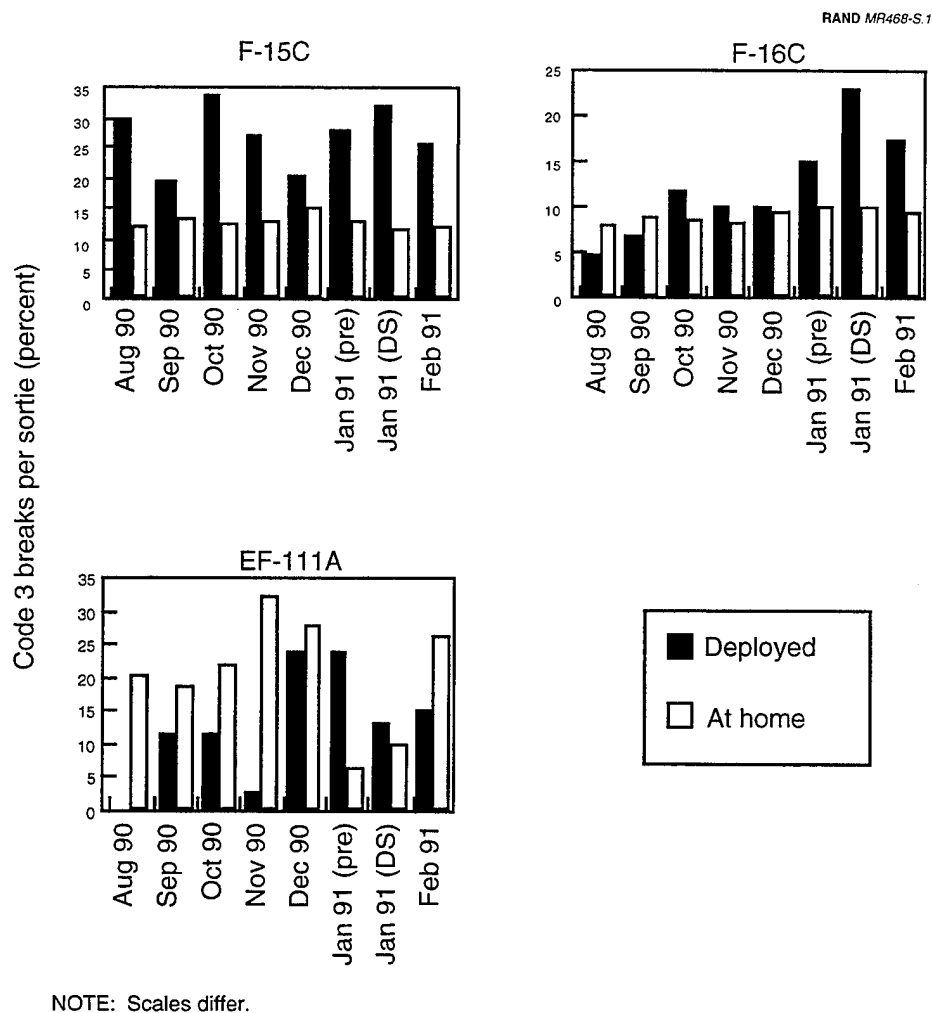 RAND MR468-S.1
F-15C
35
30
25
20
15
10
5
0
Aug 90
Sep 90
Oct 90
Nov 90
Dec 90
Jan 91 (pre)
Jan 91 (DS)
Feb 91
F-16C
25
20
15
10
5
0
Aug 90
Sep 90
Oct 90
Nov 90
Dec 90
Jan 91 (pre)
Jan 91 (DS)
Feb 91
Code 3 breaks per sortie (percent)
EF-111A
35
30
25
20
15
10
5
0
Aug 90
Sep 90
Oct 90
Nov 90
Dec 90
Jan 91 (pre)
Jan 91 (DS)
Feb 91
Deployed
At home
NOTE: Scales differ.